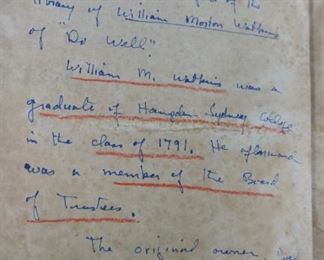 library of William Morton Watkins
of "Do Well".
William M. Watkins was a
graduate of Hampden Sydney College
in the class of 1791. He afterward
was a member of the Board
of Trustees.
The original owner